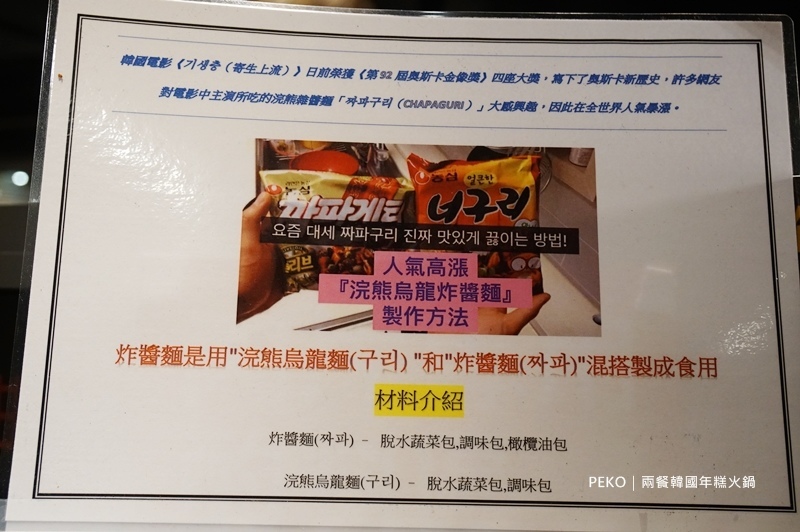 韓國電影《기생충（寄生上流）》日前榮獲《第 92 屆奧斯卡金像獎》四座大獎，寫下了奧斯卡新歷史，許多網友
對電影中主演所吃的浣熊雜醬麵「짜파구리（CHAPAGURI）」大感興趣，因此在全世界人氣暴漲。
농심
짜파게티
농심 얼큰한
너구리
요즘 대세 짜파구리 진짜 맛있게 끓이는 방법!
人氣高漲
『浣熊烏龍炸醬麵』
製作方法
炸醬麵是用"浣熊烏龍麵(구리) "和"炸醬麵(짜파)"混搭製成食用
材料介紹
炸醬麵(짜파) – 脫水蔬菜包,調味包,橄欖油包
浣熊烏龍麵(구리) – 脫水蔬菜包,調味包
PEKO｜兩餐韓國年糕火鍋